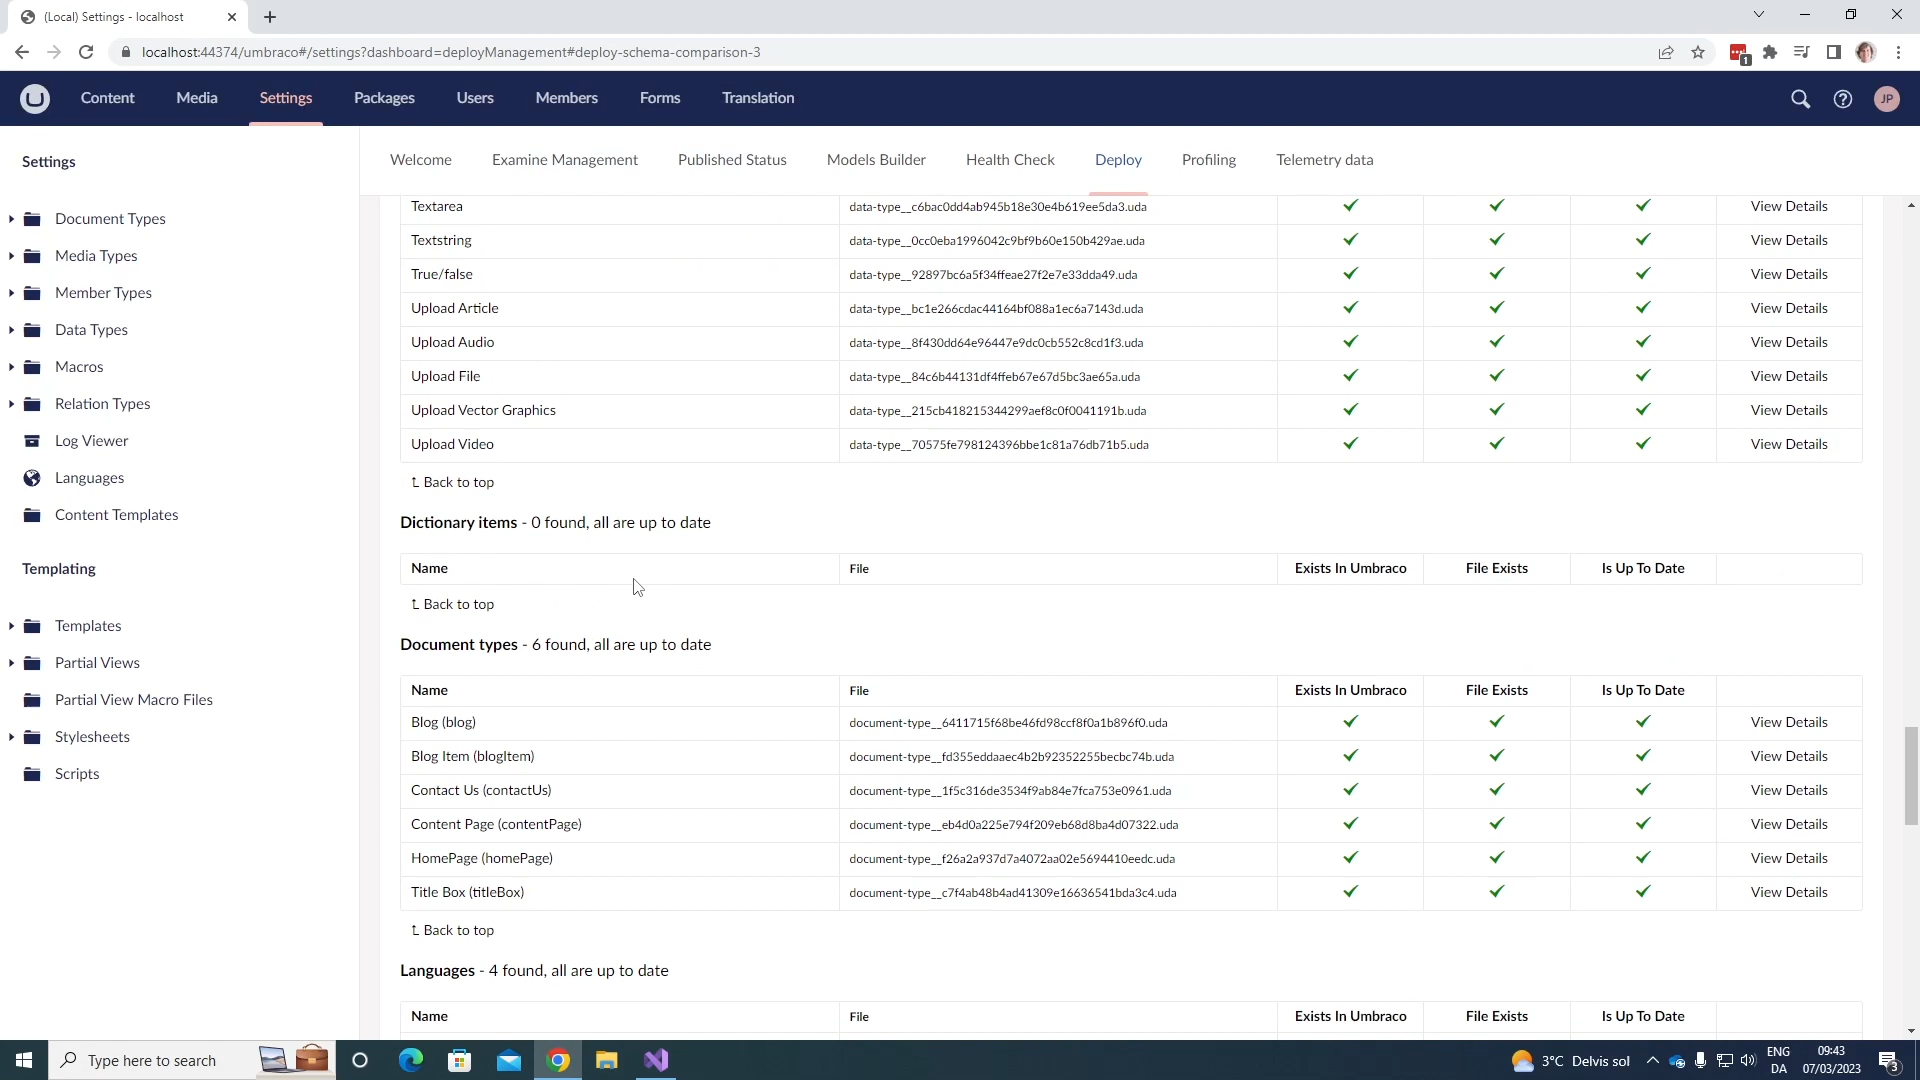 (Local) Settings - localhost
localhost:44374/umbraco#/settings?dashboard=deployManagement#deploy-schema-comparison-3
1
Content Media Settings Packages Users Members Forms Translation
JP
Settings
Document Types
Media Types
Member Types
Data Types
Macros
Relation Types
Log Viewer
Languages
Content Templates
Templating
Templates
Partial Views
Partial View Macro Files
Stylesheets
Scripts
Welcome Examine Management Published Status Models Builder Health Check Deploy Profiling Telemetry data
Textarea data-type__c6bac0dd4ab945b18e30e4b619ee5da3.uda View Details
Textstring data-type__0cc0eba1996042c9bf9b60e150b429ae.uda View Details
True/false data-type__92897bc6a5f34ffeae27f2e7e33dda49.uda View Details
Upload Article data-type__bc1e266cdac44164bf088a1ec6a7143d.uda View Details
Upload Audio data-type__8f430dd64e96447e9dc0cb552c8cd1f3.uda View Details
Upload File data-type__84c6b44131df4ffeb67e67d5bc3ae65a.uda View Details
Upload Vector Graphics data-type__215cb418215344299aef8c0f0041191b.uda View Details
Upload Video data-type__70575fe798124396bbe1c81a76db71b5.uda View Details
Back to top
Dictionary items - 0 found, all are up to date
Name File Exists In Umbraco File Exists Is Up To Date
Back to top
Document types - 6 found, all are up to date
Name File Exists In Umbraco File Exists Is Up To Date
Blog (blog) document-type__6411715f68be46fd98ccf8f0a1b896f0.uda View Details
Blog Item (blogItem) document-type__fd355eddaaec4b2b92352255becbc74b.uda View Details
Contact Us (contactUs) document-type__1f5c316de3534f9ab84e7fca753e0961.uda View Details
Content Page (contentPage) document-type__eb4d0a225e794f209eb68d8ba4d07322.uda View Details
HomePage (homePage) document-type__f26a2a937d7a4072aa02e5694410eedc.uda View Details
Title Box (titleBox) document-type__c7f4ab48b4ad41309e16636541bda3c4.uda View Details
Back to top
Languages - 4 found, all are up to date
Name File Exists In Umbraco File Exists Is Up To Date
Type here to search
3°C Delvis sol
ENG
DA
09:43
07/03/2023
3